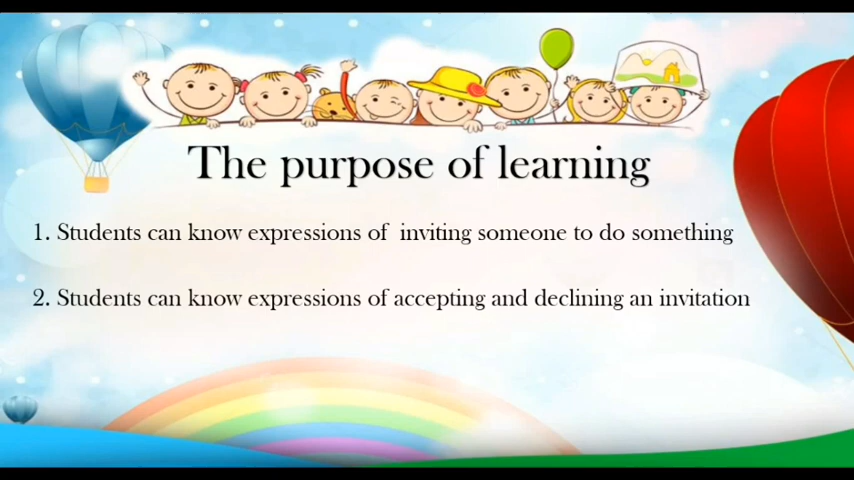 The purpose of learning
1. Students can know expressions of inviting someone to do something
2. Students can know expressions of accepting and declining an invitation